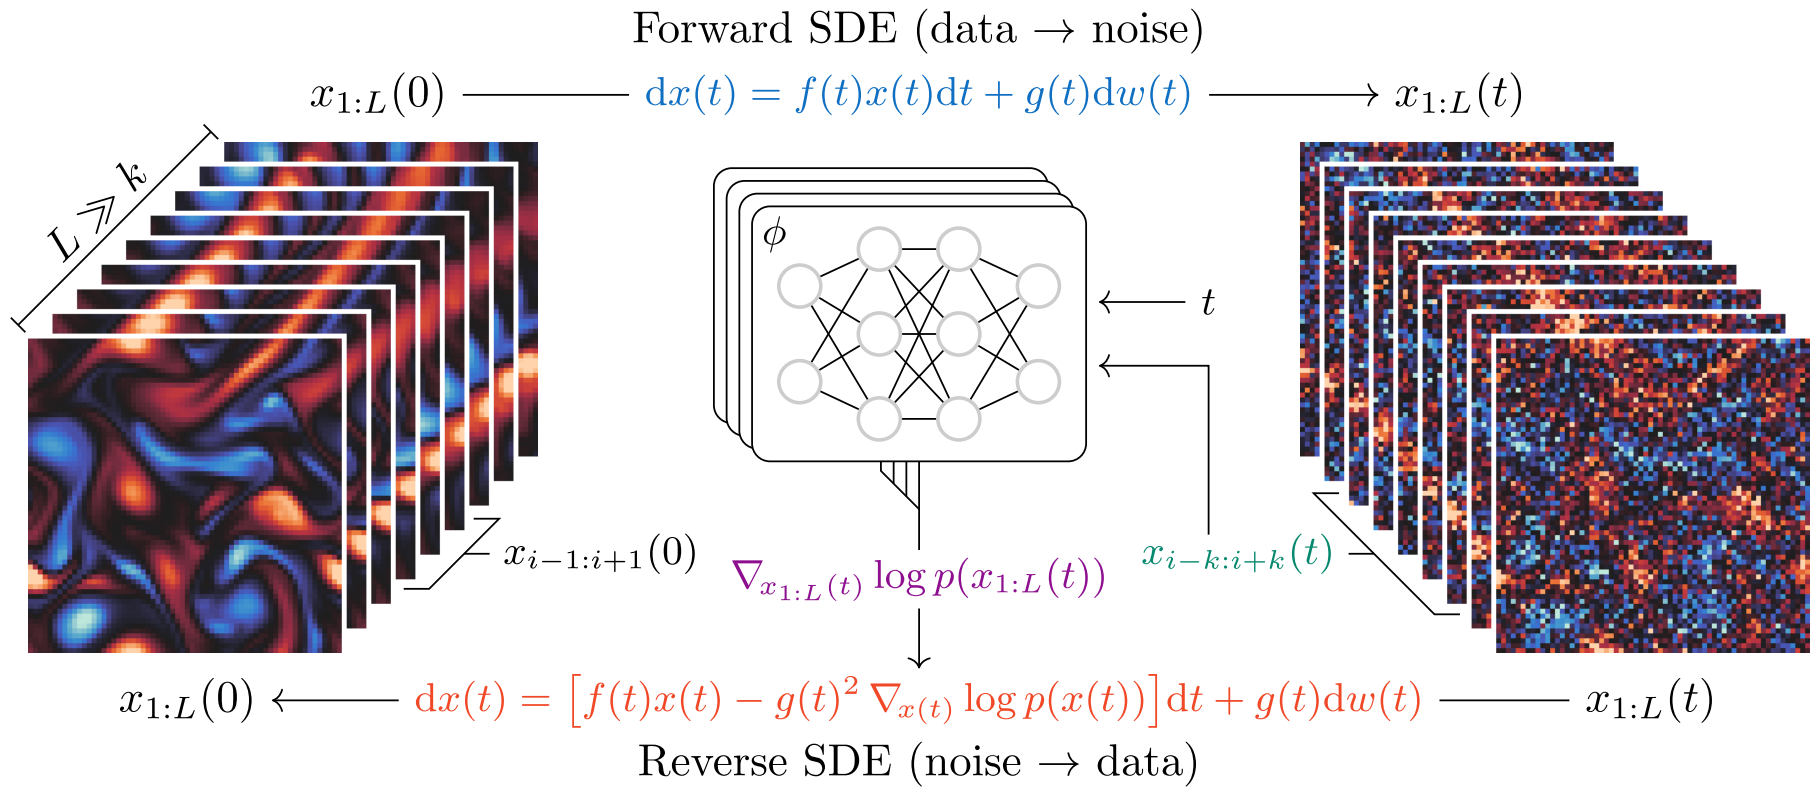 Forward SDE (data → noise)
x_{1:L}(0) dx(t) = f(t)x(t)dt + g(t)dw(t) x_{1:L}(t)
L ≫ k
ϕ
t
x_{i−1:i+1}(0)
x_{i−k:i+k}(t)
∇_{x_{1:L}(t)} log p(x_{1:L}(t))
x_{1:L}(0) dx(t) = [f(t)x(t) − g(t)² ∇_{x(t)} log p(x(t))]dt + g(t)dw(t) x_{1:L}(t)
Reverse SDE (noise → data)